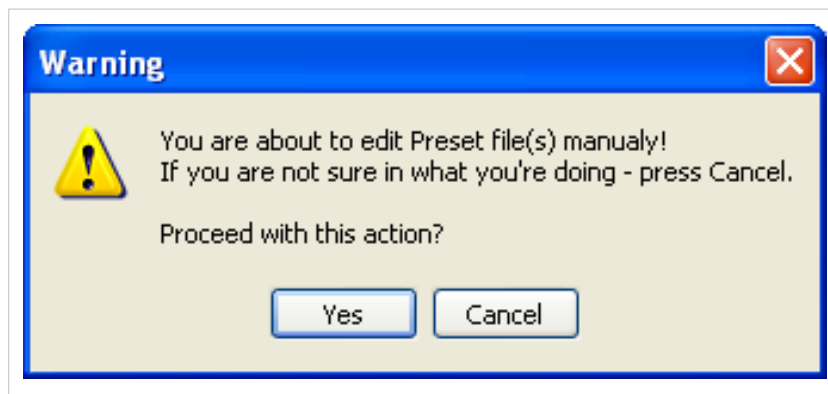 Warning
You are about to edit Preset file(s) manualy!
If you are not sure in what you're doing - press Cancel.
Proceed with this action?
Yes
Cancel